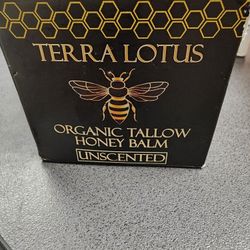 TERRA LOTUS
ORGANIC TALLOW
HONEY BALM
UNSCENTED